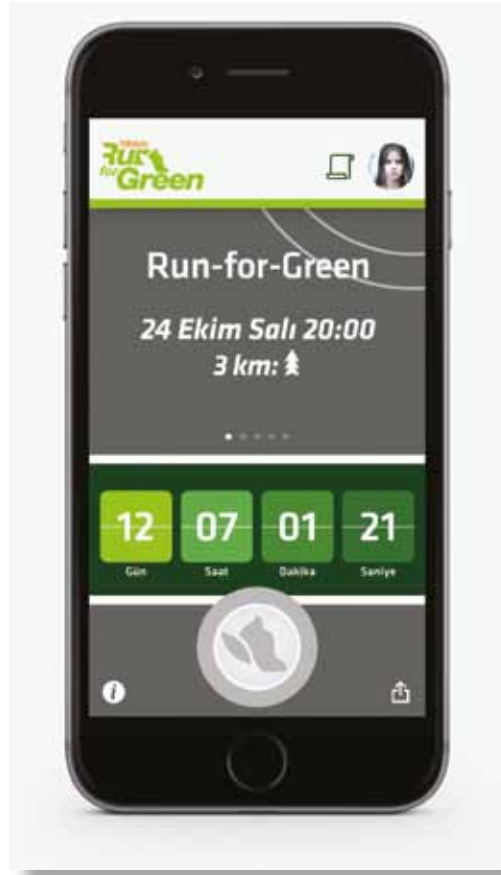 Run
for Green
Run-for-Green
24 Ekim Salı 20:00
3 km:
12 07 01 21
Gün Saat Dakika Saniye
i